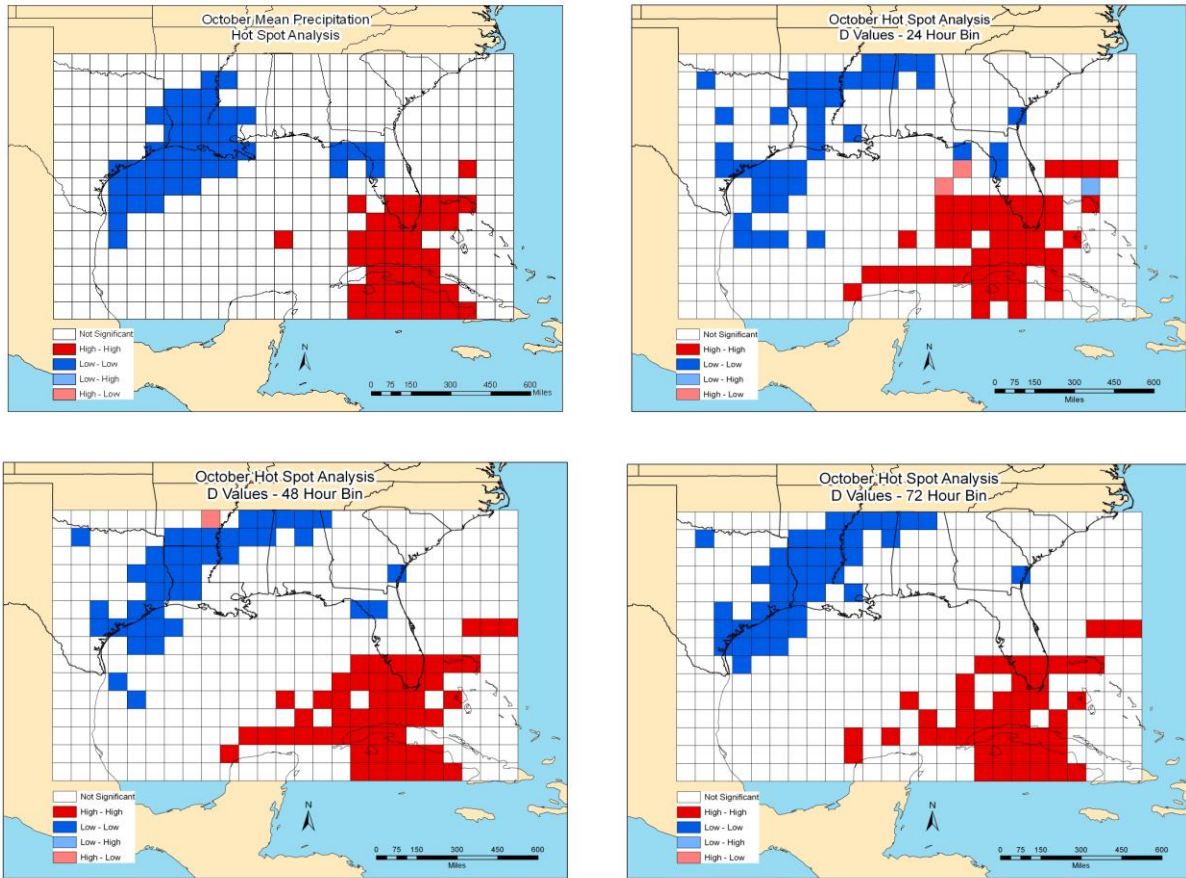 October Mean Precipitation
Hot Spot Analysis
Not Significant
High - High
Low - Low
Low - High
High - Low
N
0 75 150 300 450 600
Miles
October Hot Spot Analysis
D Values - 24 Hour Bin
Not Significant
High - High
Low - Low
Low - High
High - Low
N
0 75 150 300 450 600
Miles
October Hot Spot Analysis
D Values - 48 Hour Bin
Not Significant
High - High
Low - Low
Low - High
High - Low
N
0 75 150 300 450 600
Miles
October Hot Spot Analysis
D Values - 72 Hour Bin
Not Significant
High - High
Low - Low
Low - High
High - Low
N
0 75 150 300 450 600
Miles